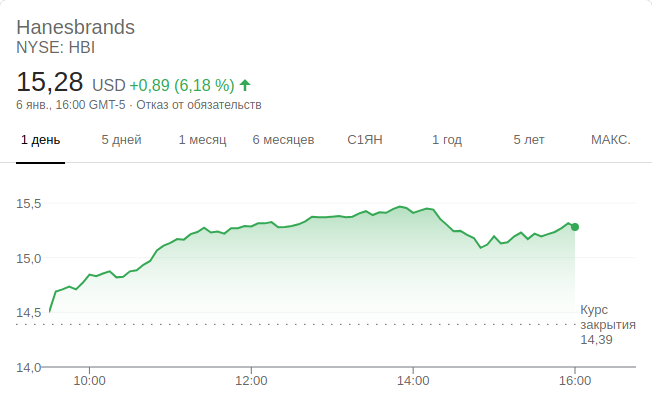 Hanesbrands
NYSE: HBI
15,28 USD +0,89 (6,18 %)
6 янв., 16:00 GMT-5 · Отказ от обязательств
1 день 5 дней 1 месяц 6 месяцев С1ЯН 1 год 5 лет МАКС.
15,5
15,0
14,5
14,0
Курс
закрытия
14,39
10:00 12:00 14:00 16:00